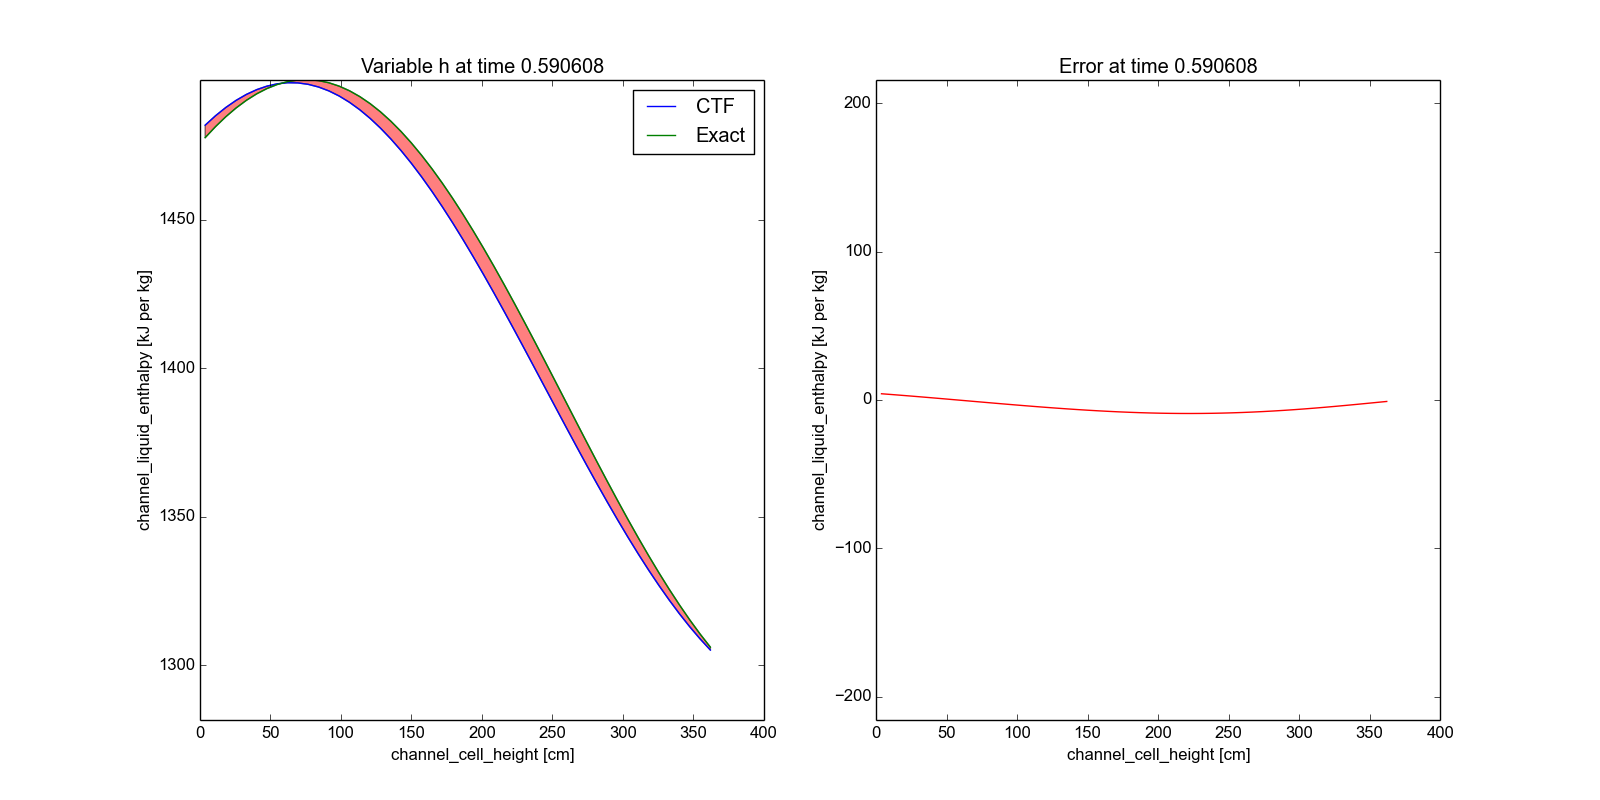 Variable h at time 0.590608
CTF
Exact
1450
1400
1350
1300
channel_liquid_enthalpy [kJ per kg]
0 50 100 150 200 250 300 350 400
channel_cell_height [cm]
Error at time 0.590608
200
100
0
−100
−200
channel_liquid_enthalpy [kJ per kg]
0 50 100 150 200 250 300 350 400
channel_cell_height [cm]